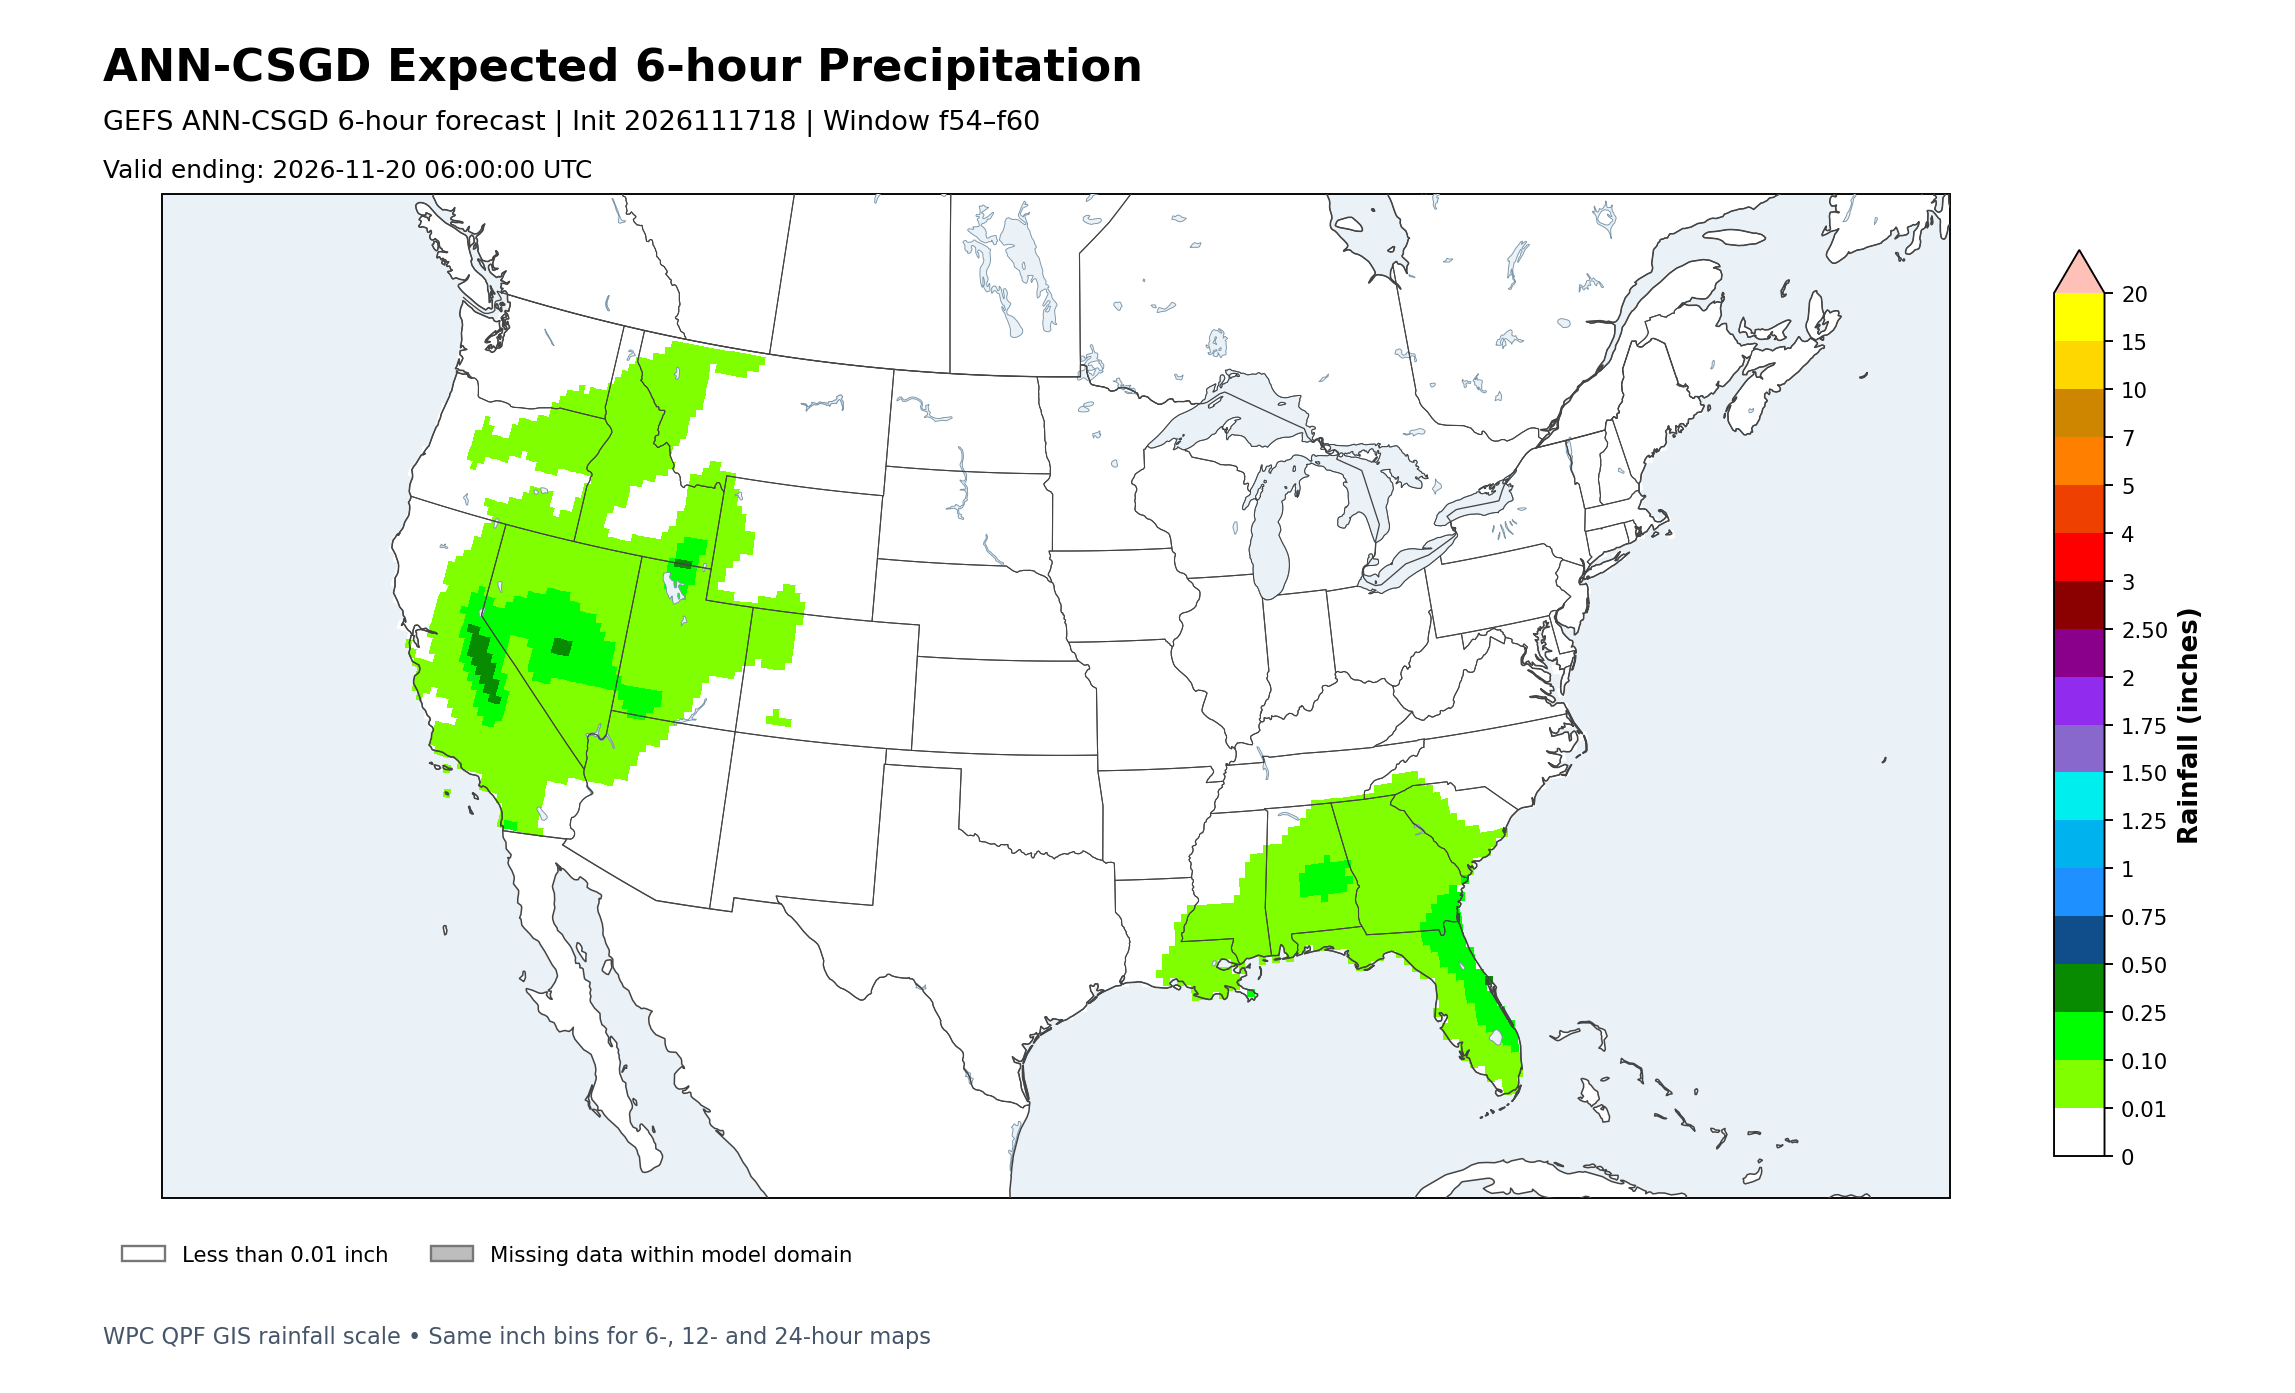 ANN-CSGD Expected 6-hour Precipitation
GEFS ANN-CSGD 6-hour forecast | Init 2026111718 | Window f54–f60
Valid ending: 2026-11-20 06:00:00 UTC
20
15
10
7
5
4
3
2.50
2
1.75
1.50
1.25
1
0.75
0.50
0.25
0.10
0.01
0
Rainfall (inches)
Less than 0.01 inch
Missing data within model domain
WPC QPF GIS rainfall scale • Same inch bins for 6-, 12- and 24-hour maps